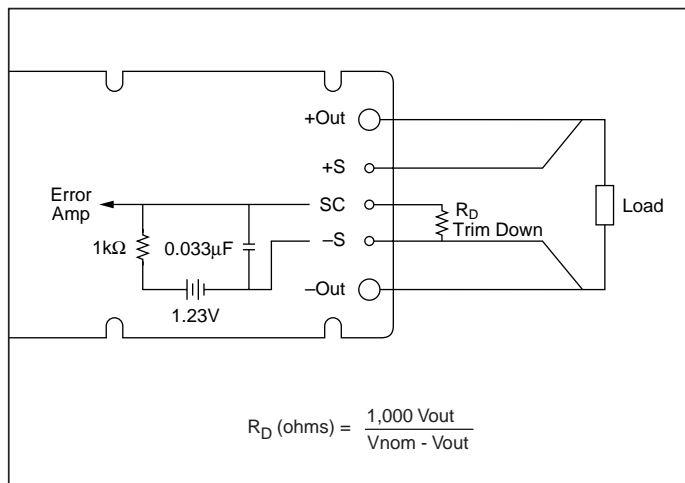 +Out
+S
Error
Amp
SC
R_D
Load
Trim Down
1kΩ
0.033μF
–S
–Out
1.23V
R_D (ohms) = 1,000 Vout
Vnom - Vout